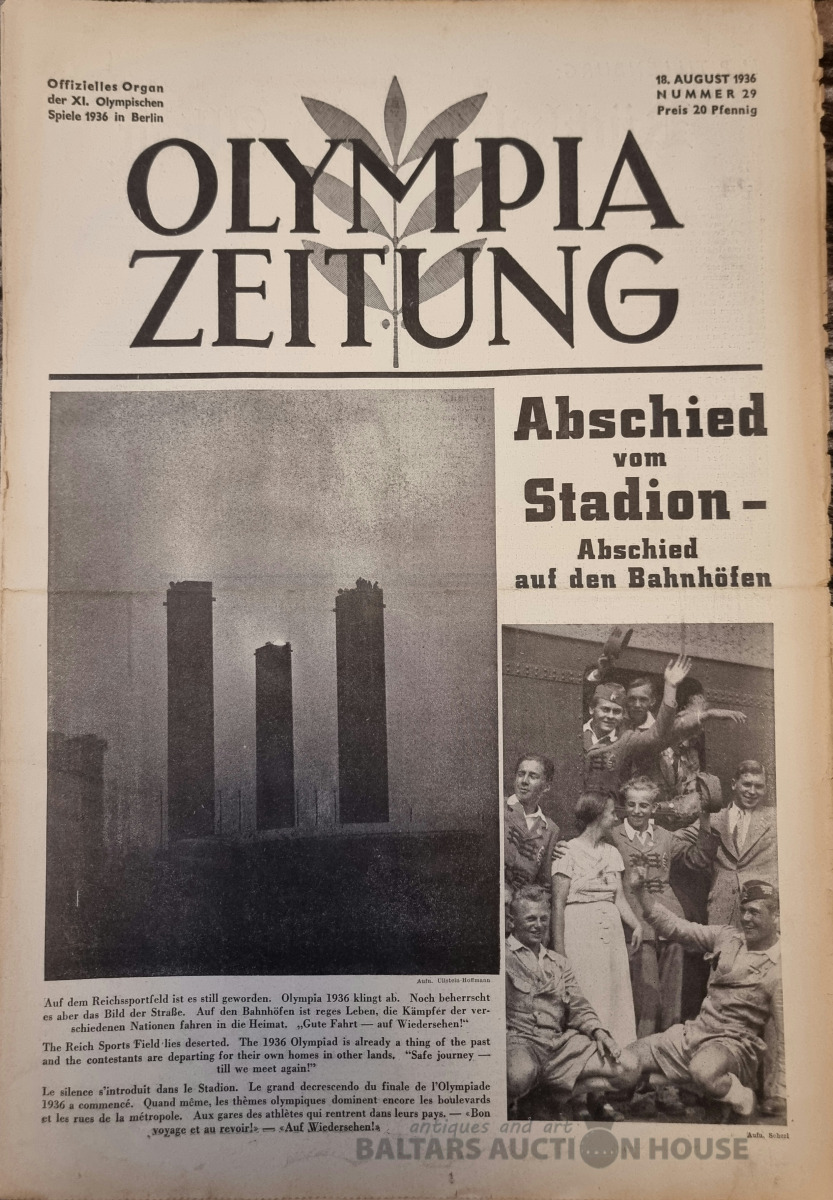 Offizielles Organ
der XI. Olympischen
Spiele 1936 in Berlin
18. AUGUST 1936
NUMMER 29
Preis 20 Pfennig
OLYMPIA
ZEITUNG
Abschied
vom
Stadion –
Abschied
auf den Bahnhöfen
Aufn. Ullstein-Hoffmann
Auf dem Reichssportfeld ist es still geworden. Olympia 1936 klingt ab. Noch beherrscht
es aber das Bild der Straße. Auf den Bahnhöfen ist reges Leben, die Kämpfer der ver-
schiedenen Nationen fahren in die Heimat. „Gute Fahrt — auf Wiedersehen!“
The Reich Sports Field lies deserted. The 1936 Olympiad is already a thing of the past
and the contestants are departing for their own homes in other lands. “Safe journey —
till we meet again!”
Le silence s'introduit dans le Stadion. Le grand decrescendo du finale de l'Olympiade
1936 a commencé. Quand même, les thèmes olympiques dominent encore les boulevards
et les rues de la métropole. Aux gares des athlètes qui rentrent dans leurs pays. — «Bon
voyage et au revoir!» — «Auf Wiedersehen!»
Aufn. Scherl
antiques and art
BALTARS AUCTION HOUSE